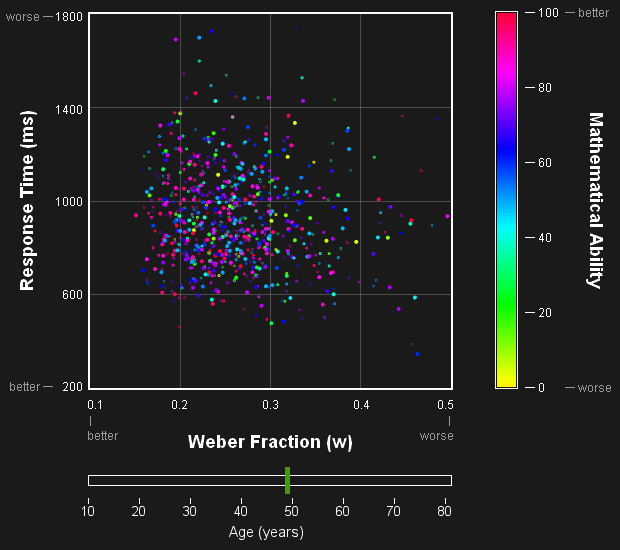 worse
1800
1400
1000
600
200
better
Response Time (ms)
0.1
0.2
0.3
0.4
0.5
better
worse
Weber Fraction (w)
10
20
30
40
50
60
70
80
Age (years)
100
80
60
40
20
0
better
worse
Mathematical Ability